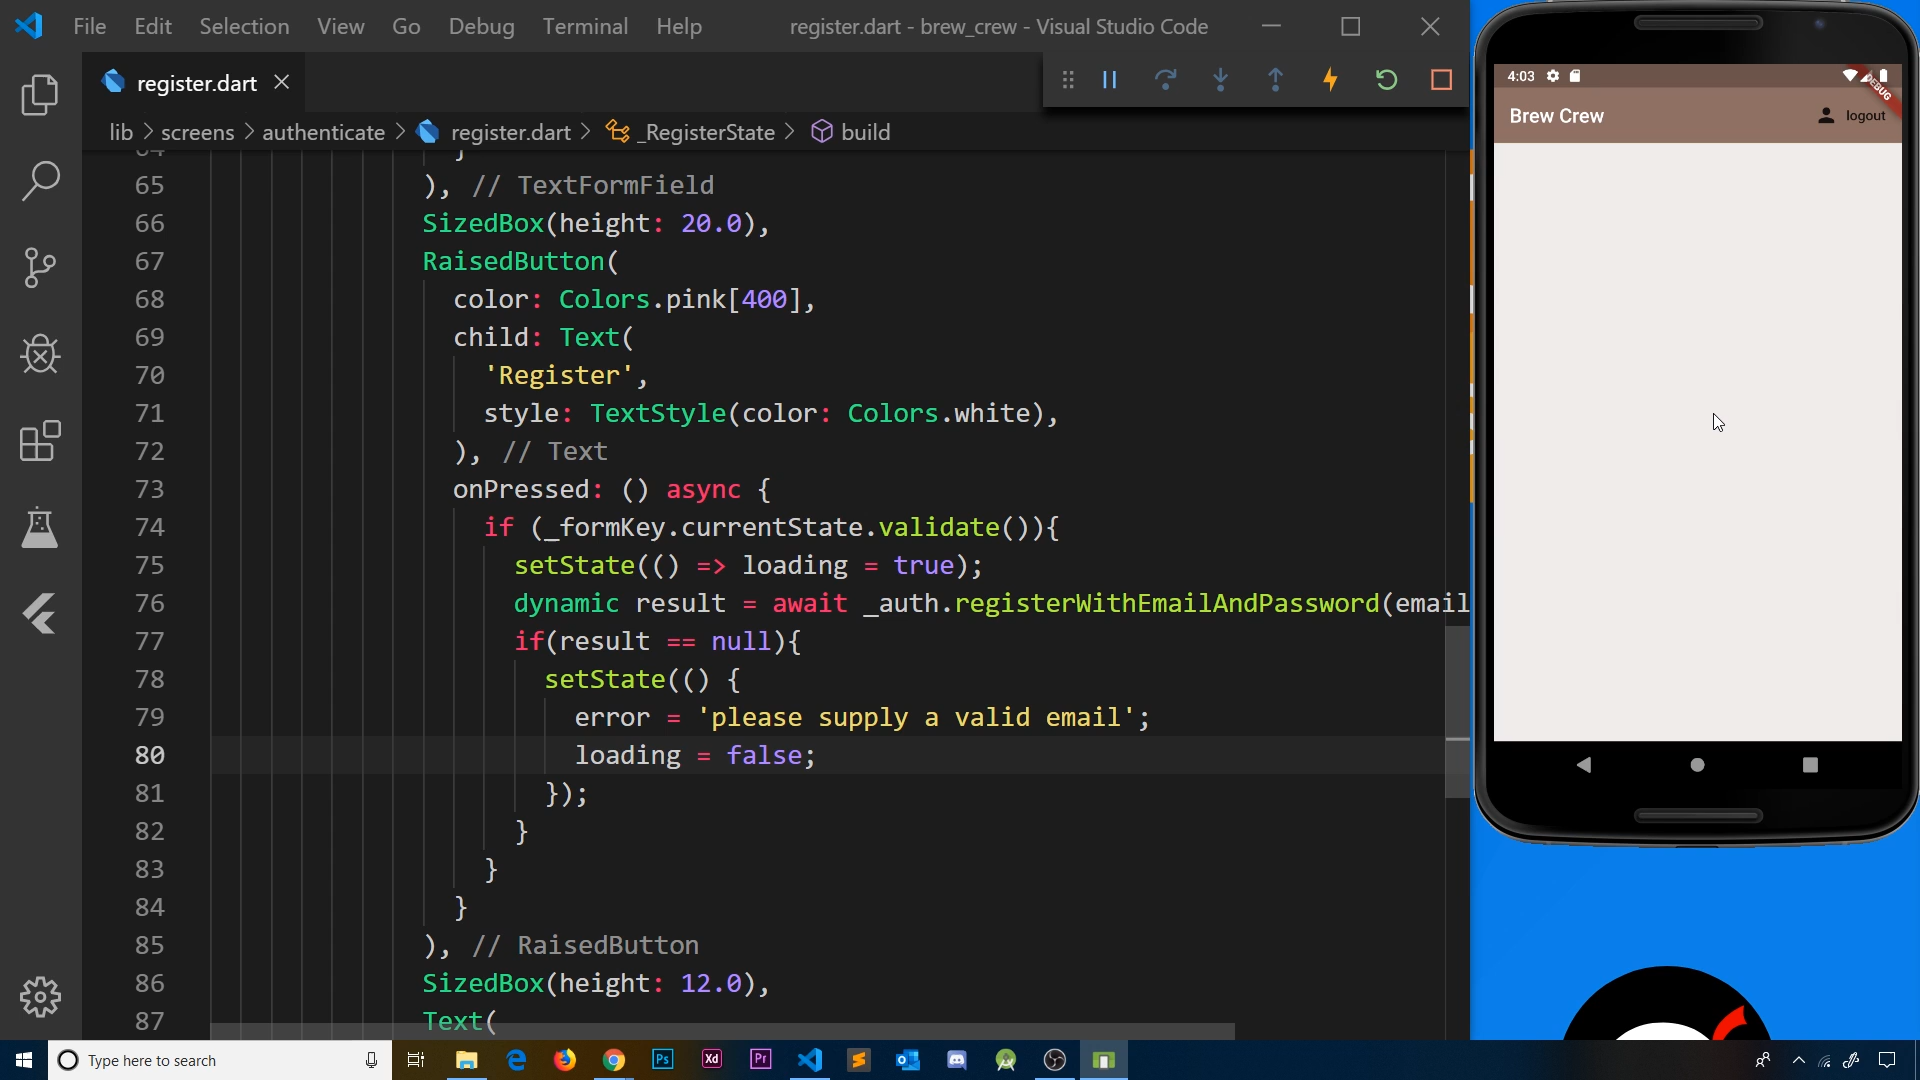 File Edit Selection View Go Debug Terminal Help
register.dart - brew_crew - Visual Studio Code
register.dart
lib > screens > authenticate > register.dart > _RegisterState > build
65 ), // TextFormField
66 SizedBox(height: 20.0),
67 RaisedButton(
68 color: Colors.pink[400],
69 child: Text(
70 'Register',
71 style: TextStyle(color: Colors.white),
72 ), // Text
73 onPressed: () async {
74 if (_formKey.currentState.validate()){
75 setState(() => loading = true);
76 dynamic result = await _auth.registerWithEmailAndPassword(email
77 if(result == null){
78 setState(() {
79 error = 'please supply a valid email';
80 loading = false;
81 });
82 }
83 }
84 }
85 ), // RaisedButton
86 SizedBox(height: 12.0),
87 Text(
4:03
DEBUG
Brew Crew
logout
Type here to search
Ps
Xd
Pr